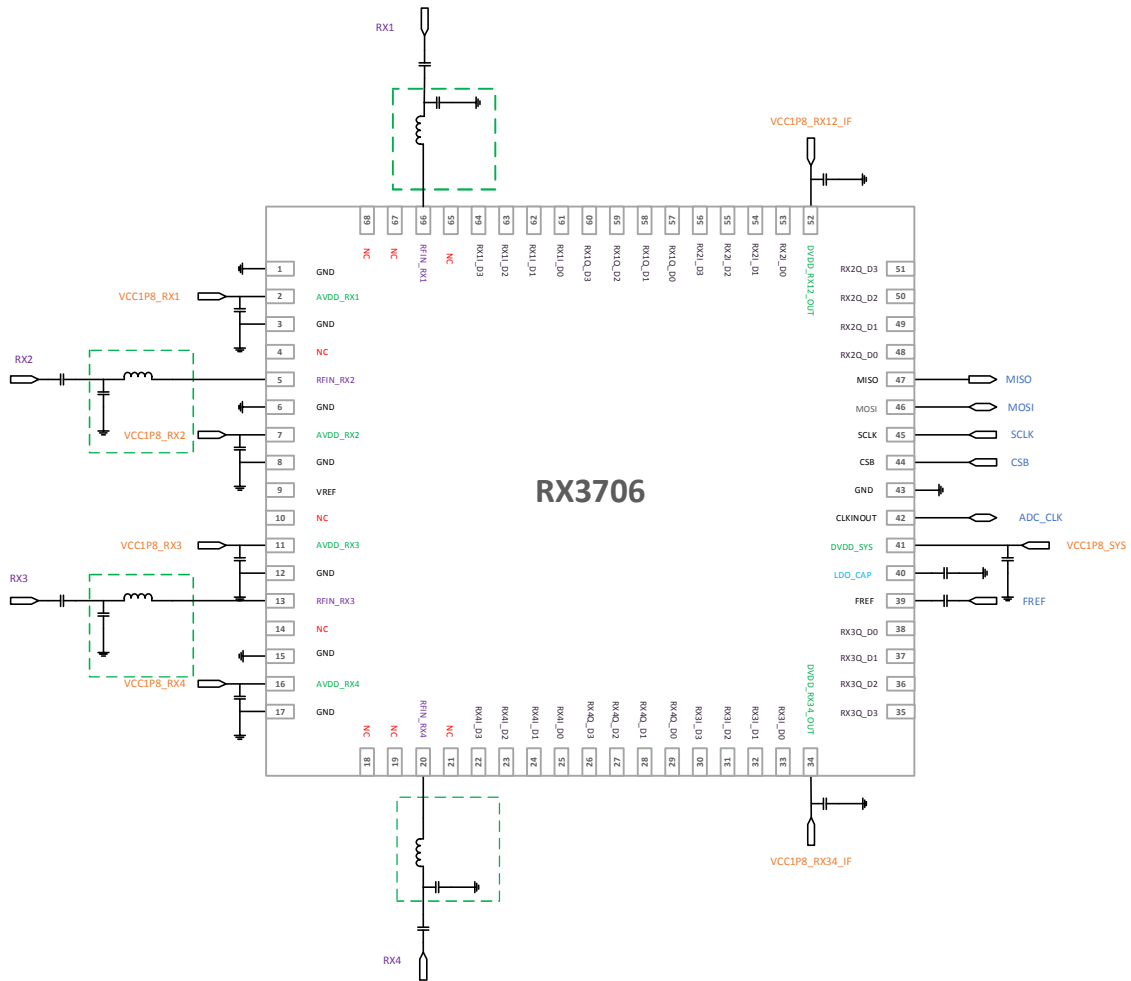 RX1
VCC1P8_RX12_IF
68 67 66 65 64 63 62 61 60 59 58 57 56 55 54 53 52
NC NC RFIN_RX1 NC RX1I_D3 RX1I_D2 RX1I_D1 RX1I_D0 RX1Q_D3 RX1Q_D2 RX1Q_D1 RX1Q_D0 RX2I_D3 RX2I_D2 RX2I_D1 RX2I_D0 DVDD_RX12_OUT
1 GND
VCC1P8_RX1 2 AVDD_RX1
3 GND
4 NC
RX2 5 RFIN_RX2
6 GND
VCC1P8_RX2 7 AVDD_RX2
8 GND
9 VREF
10 NC
VCC1P8_RX3 11 AVDD_RX3
12 GND
RX3 13 RFIN_RX3
14 NC
15 GND
VCC1P8_RX4 16 AVDD_RX4
17 GND
RX3706
RX2Q_D3 51
RX2Q_D2 50
RX2Q_D1 49
RX2Q_D0 48
MISO 47 MISO
MOSI 46 MOSI
SCLK 45 SCLK
CSB 44 CSB
GND 43
CLKINOUT 42 ADC_CLK
DVDD_SYS 41 VCC1P8_SYS
LDO_CAP 40
FREF 39 FREF
RX3Q_D0 38
RX3Q_D1 37
RX3Q_D2 36
RX3Q_D3 35
NC NC RFIN_RX4 NC RX4I_D3 RX4I_D2 RX4I_D1 RX4I_D0 RX4Q_D3 RX4Q_D2 RX4Q_D1 RX4Q_D0 RX3I_D3 RX3I_D2 RX3I_D1 RX3I_D0 DVDD_RX34_OUT
18 19 20 21 22 23 24 25 26 27 28 29 30 31 32 33 34
VCC1P8_RX34_IF
RX4